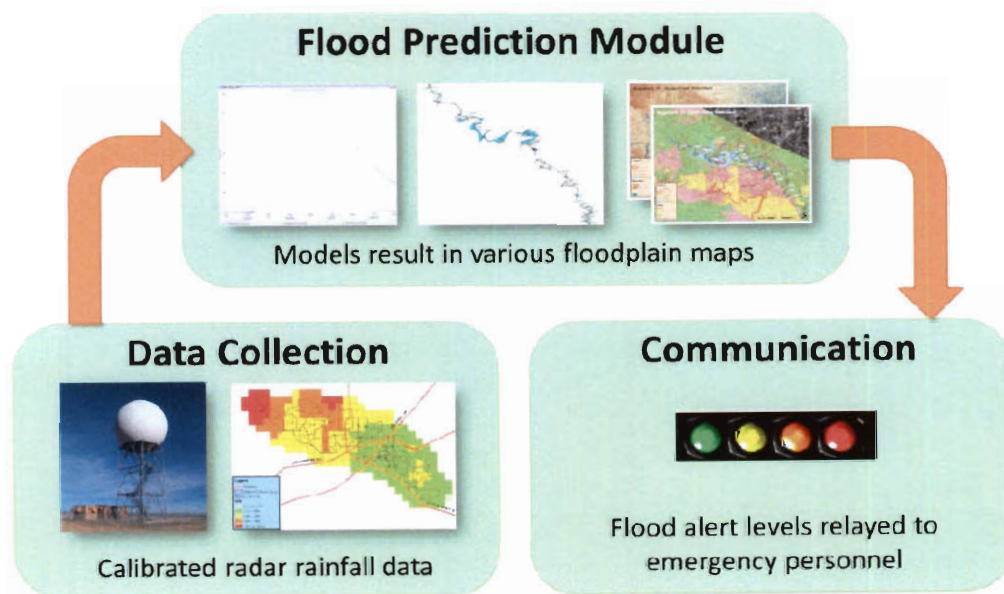 Flood Prediction Module
Models result in various floodplain maps
Data Collection
Legend
Calibrated radar rainfall data
Communication
Flood alert levels relayed to
emergency personnel